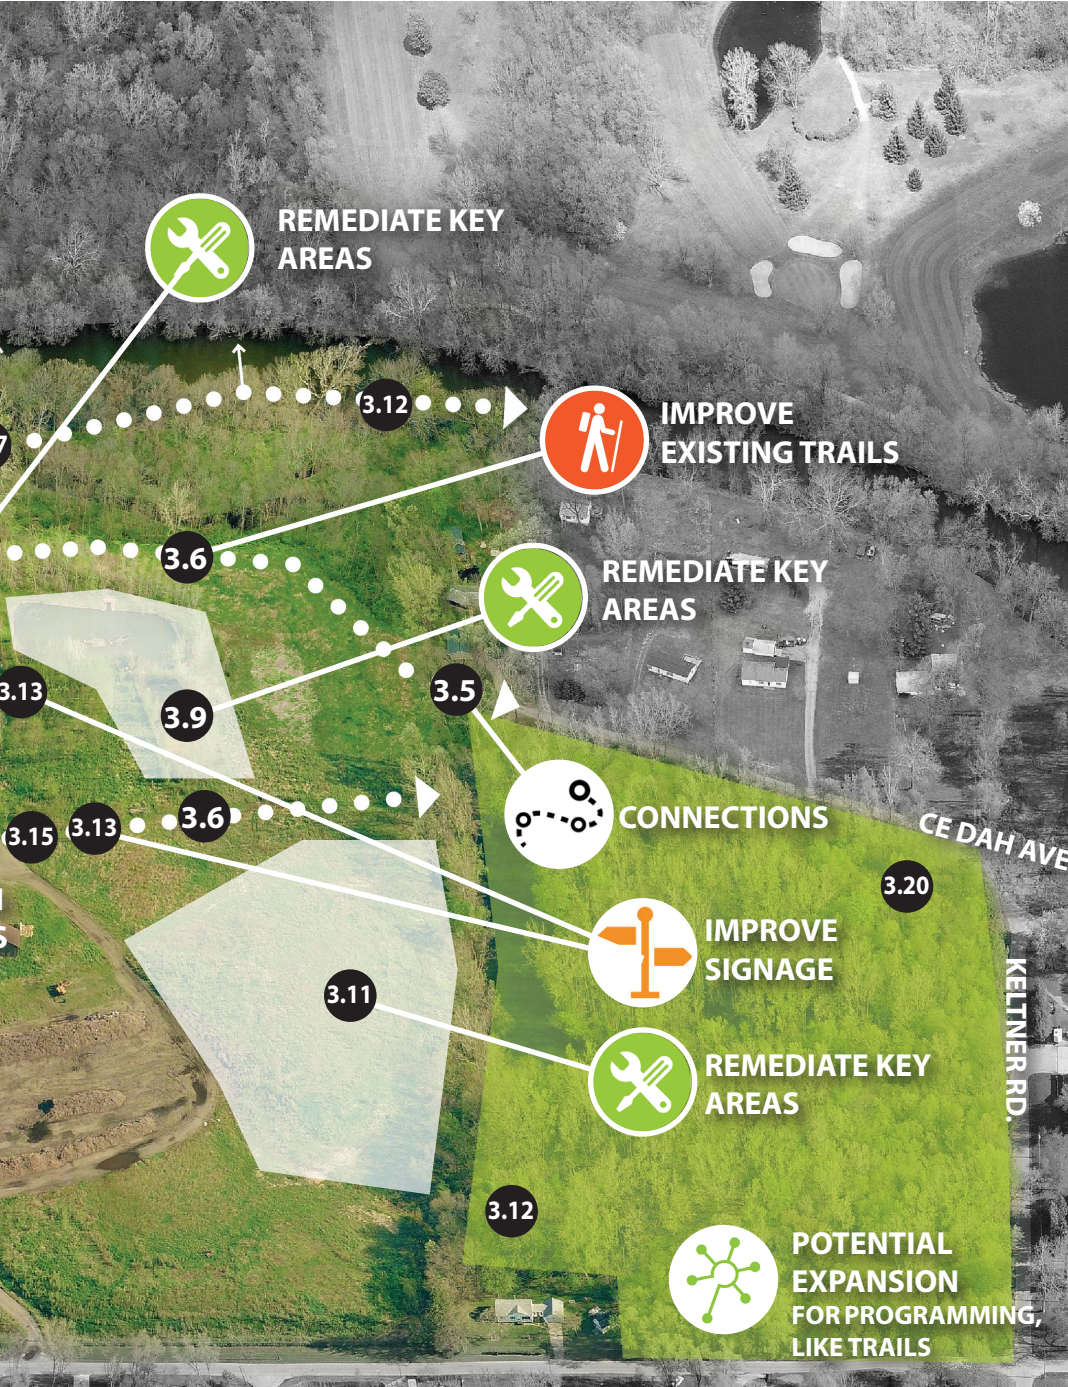 REMEDIATE KEY
AREAS
3.12
7
IMPROVE
EXISTING TRAILS
3.6
REMEDIATE KEY
AREAS
3.13
3.9
3.5
CONNECTIONS
3.15
3.13
3.6
CE DAH AVE
3.20
IMPROVE
SIGNAGE
S
KELTNER RD.
3.11
REMEDIATE KEY
AREAS
3.12
POTENTIAL
EXPANSION
FOR PROGRAMMING,
LIKE TRAILS